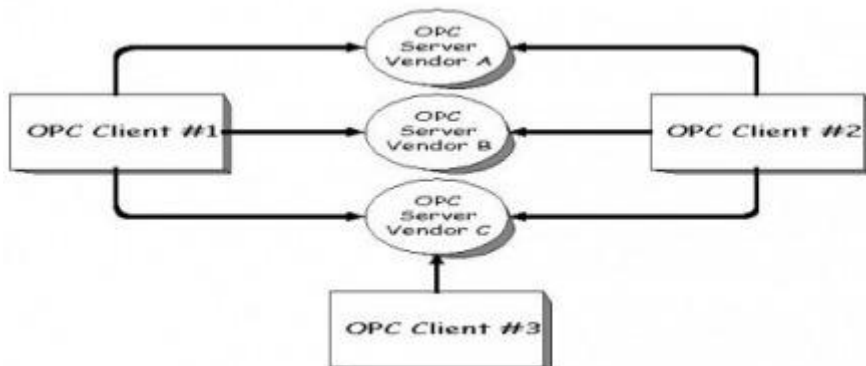 OPC
Server
Vendor A
OPC Client #1
OPC
Server
Vendor B
OPC Client #2
OPC
Server
Vendor C
OPC Client #3